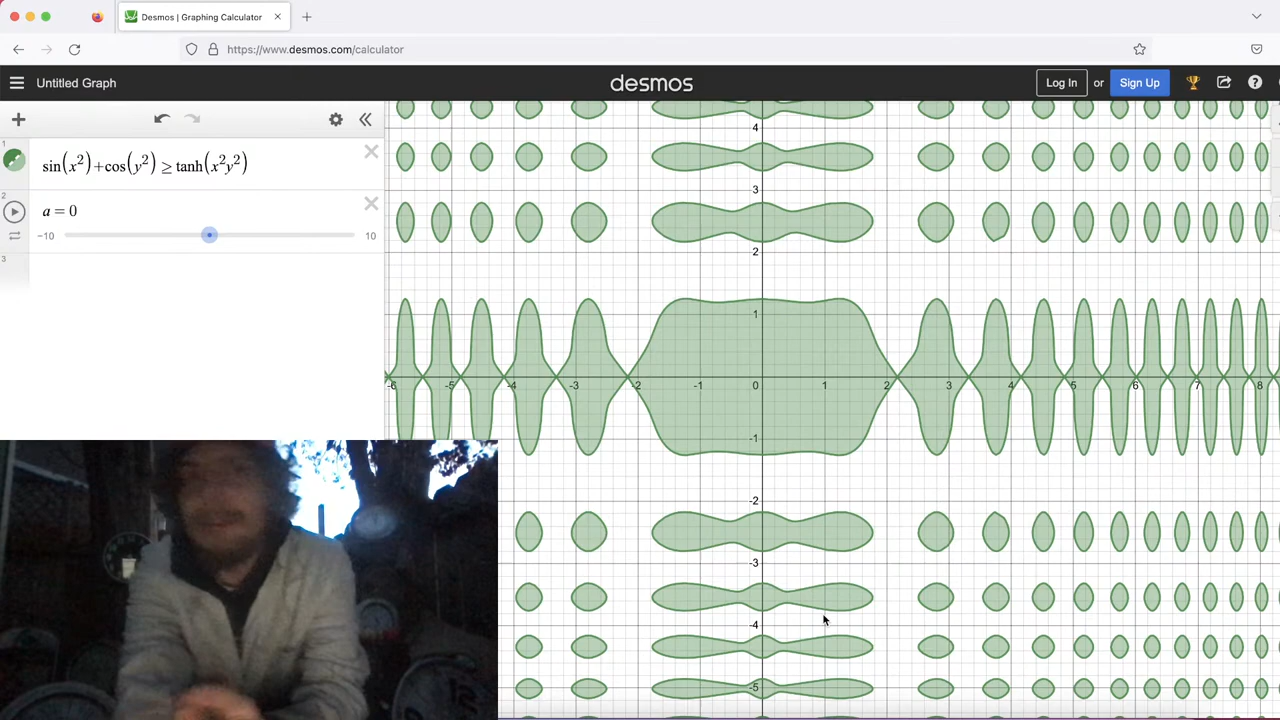 Desmos | Graphing Calculator
https://www.desmos.com/calculator
Untitled Graph
desmos
Log In or Sign Up
1
sin(x²)+cos(y²) ≥ tanh(x²y²)
2
a = 0
−10
10
3
4
3
2
1
-6 -5 -4 -3 -2 -1 0 1 2 3 4 5 6 7 8
-1
-2
-3
-4
-5